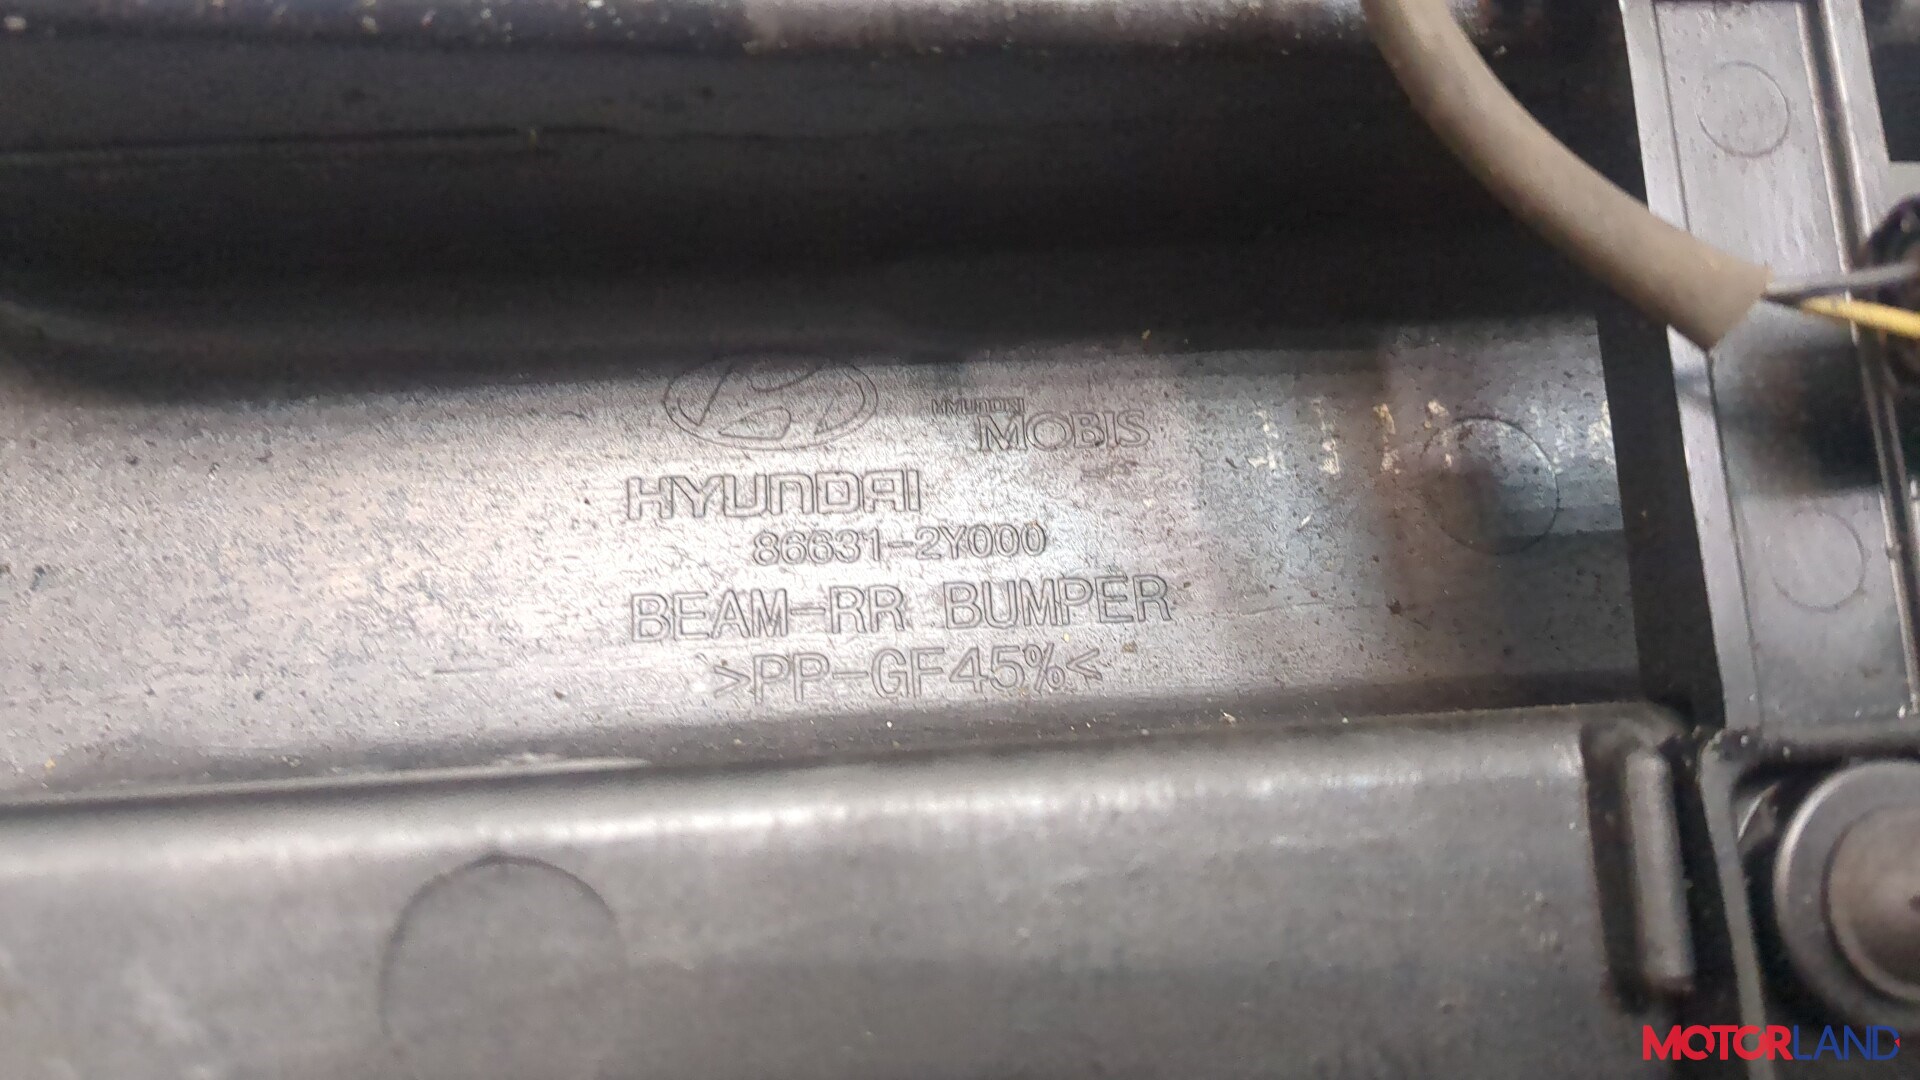 HYUNDAI
MOBIS
HYUNDAI
86631-2Y000
BEAM-RR BUMPER
>PP-GF45%<
MOTORLAND